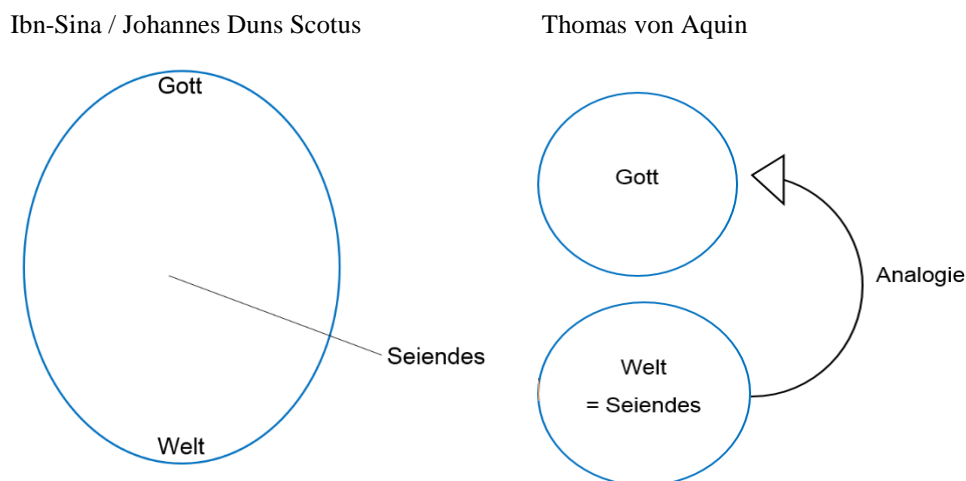 Ibn-Sina / Johannes Duns Scotus
Gott
Seiendes
Welt
Thomas von Aquin
Gott
Analogie
Welt
= Seiendes